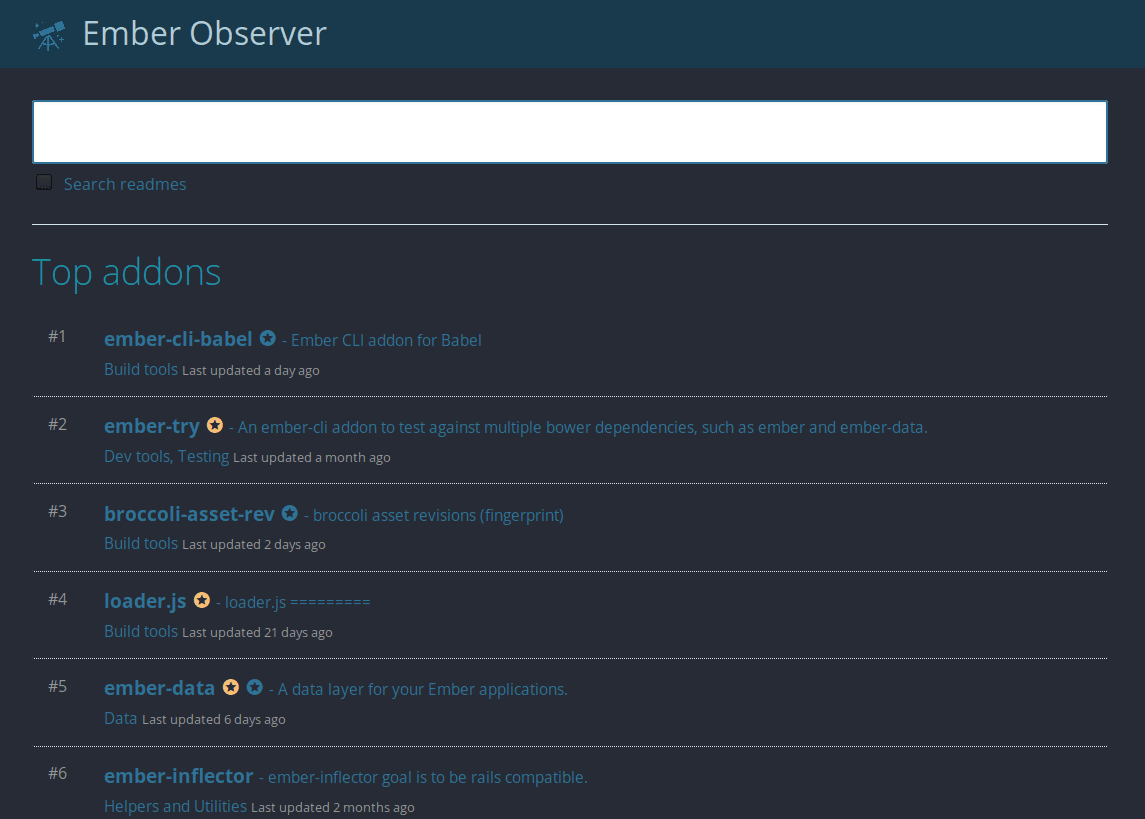 Ember Observer
Search readmes
Top addons
#1
ember-cli-babel - Ember CLI addon for Babel
Build tools Last updated a day ago
#2
ember-try - An ember-cli addon to test against multiple bower dependencies, such as ember and ember-data.
Dev tools, Testing Last updated a month ago
#3
broccoli-asset-rev - broccoli asset revisions (fingerprint)
Build tools Last updated 2 days ago
#4
loader.js - loader.js =========
Build tools Last updated 21 days ago
#5
ember-data - A data layer for your Ember applications.
Data Last updated 6 days ago
#6
ember-inflector - ember-inflector goal is to be rails compatible.
Helpers and Utilities Last updated 2 months ago